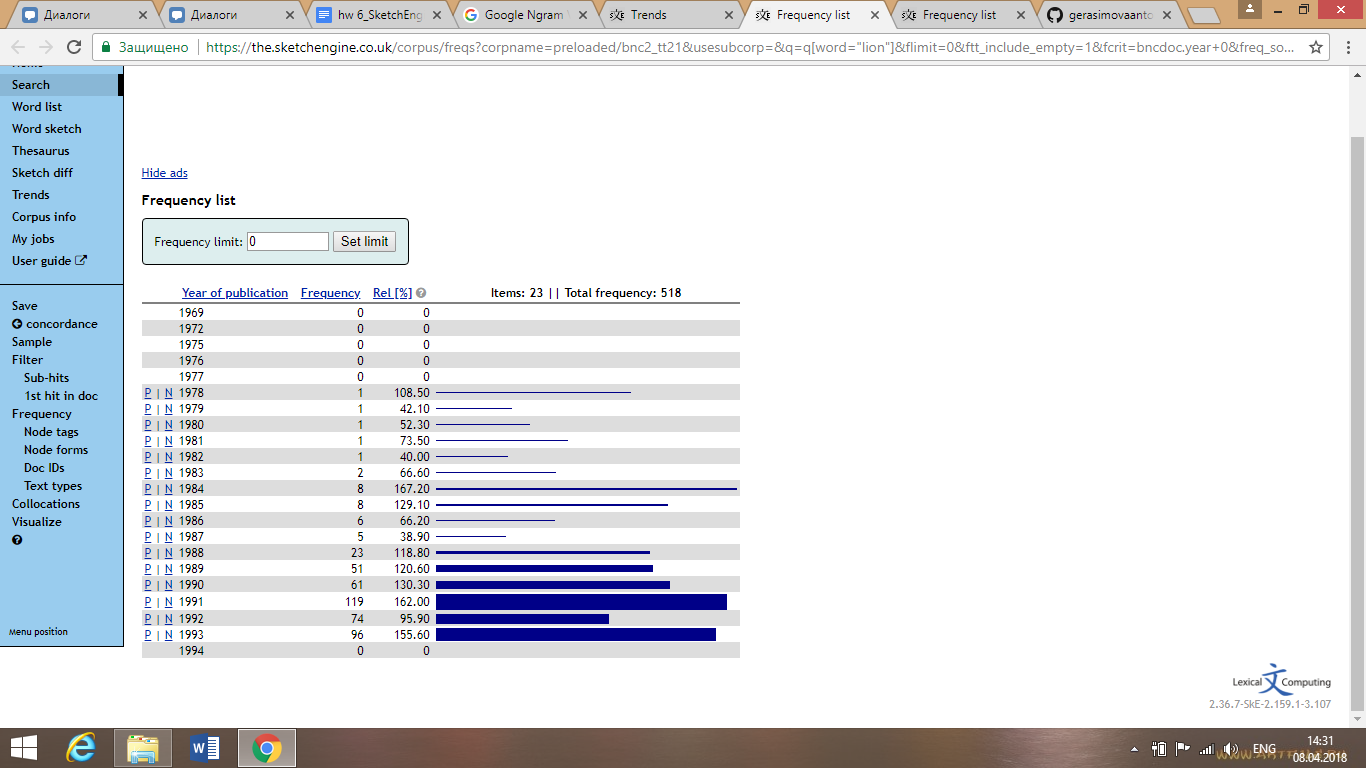 Диалоги
Диалоги
hw 6_SketchEng
Google Ngram
Trends
Frequency list
Frequency list
gerasimovaanto
Защищено
https://the.sketchengine.co.uk/corpus/freqs?corpname=preloaded/bnc2_tt21&usesubcorp=&q=q[word="lion"]&flimit=0&ftt_include_empty=1&fcrit=bncdoc.year+0&freq_so...
Search
Word list
Word sketch
Thesaurus
Sketch diff
Trends
Corpus info
My jobs
User guide
Save
concordance
Sample
Filter
Sub-hits
1st hit in doc
Frequency
Node tags
Node forms
Doc IDs
Text types
Collocations
Visualize
Menu position
Hide ads
Frequency list
Frequency limit: 0 Set limit
Year of publication Frequency Rel [%] Items: 23 || Total frequency: 518
1969 0 0
1972 0 0
1975 0 0
1976 0 0
1977 0 0
P | N 1978 1 108.50
P | N 1979 1 42.10
P | N 1980 1 52.30
P | N 1981 1 73.50
P | N 1982 1 40.00
P | N 1983 2 66.60
P | N 1984 8 167.20
P | N 1985 8 129.10
P | N 1986 6 66.20
P | N 1987 5 38.90
P | N 1988 23 118.80
P | N 1989 51 120.60
P | N 1990 61 130.30
P | N 1991 119 162.00
P | N 1992 74 95.90
P | N 1993 96 155.60
1994 0 0
Lexical Computing
2.36.7-SkE-2.159.1-3.107
ENG
14:31
08.04.2018